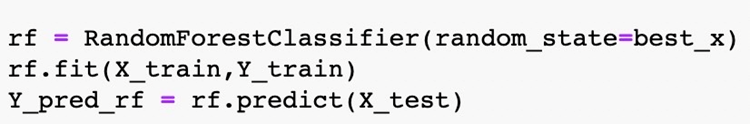 rf = RandomForestClassifier(random_state=best_x)
rf.fit(X_train,Y_train)
Y_pred_rf = rf.predict(X_test)